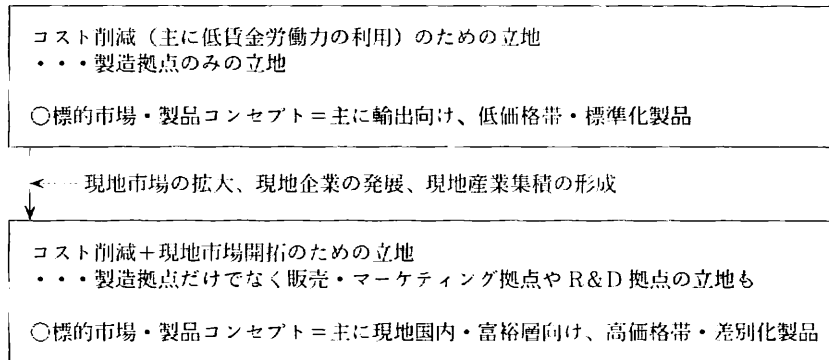 コスト削減(主に低賃金労働力の利用)のための立地
・・・製造拠点のみの立地
○標的市場・製品コンセプト=主に輸出向け、低価格帯・標準化製品
現地市場の拡大、現地企業の発展、現地産業集積の形成
コスト削減+現地市場開拓のための立地
・・・製造拠点だけでなく販売・マーケティング拠点やR&D拠点の立地も
○標的市場・製品コンセプト=主に現地国内・富裕層向け、高価格帯・差別化製品